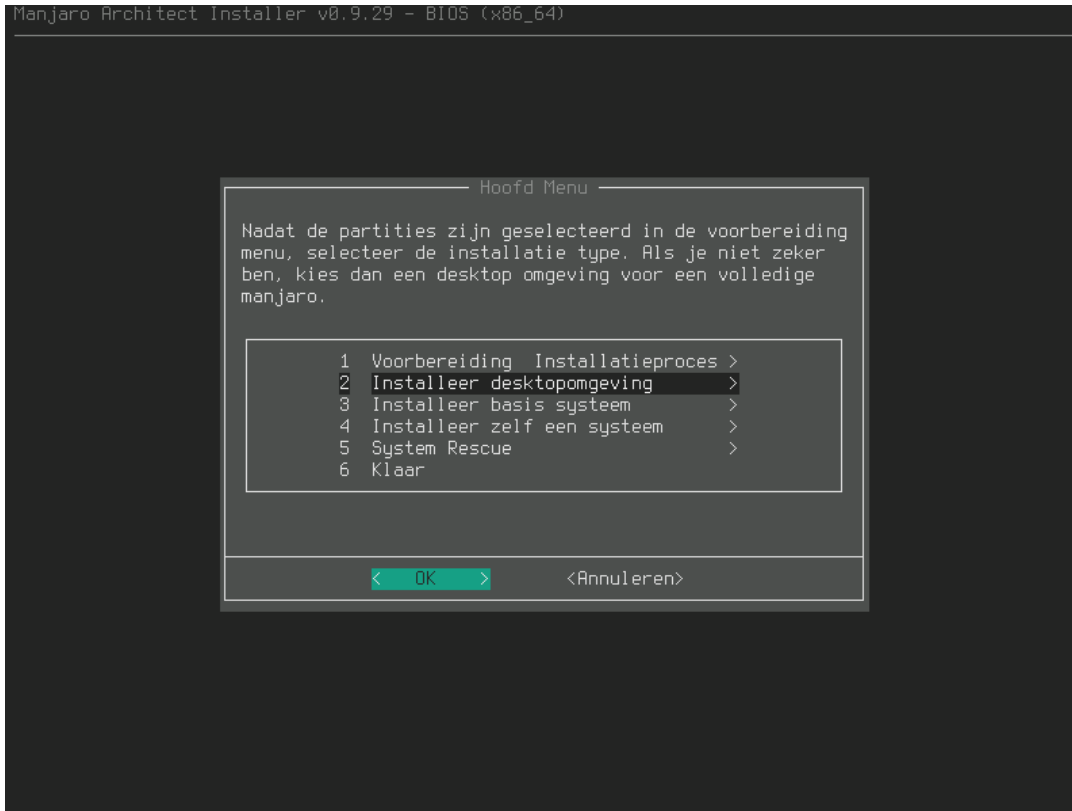 Manjaro Architect Installer v0.9.29 - BIOS (x86_64)
Hoofd Menu
Nadat de partities zijn geselecteerd in de voorbereiding
menu, selecteer de installatie type. Als je niet zeker
ben, kies dan een desktop omgeving voor een volledige
manjaro.
1 Voorbereiding Installatieproces >
2 Installeer desktopomgeving >
3 Installeer basis systeem >
4 Installeer zelf een systeem >
5 System Rescue >
6 Klaar
< OK > <Annuleren>